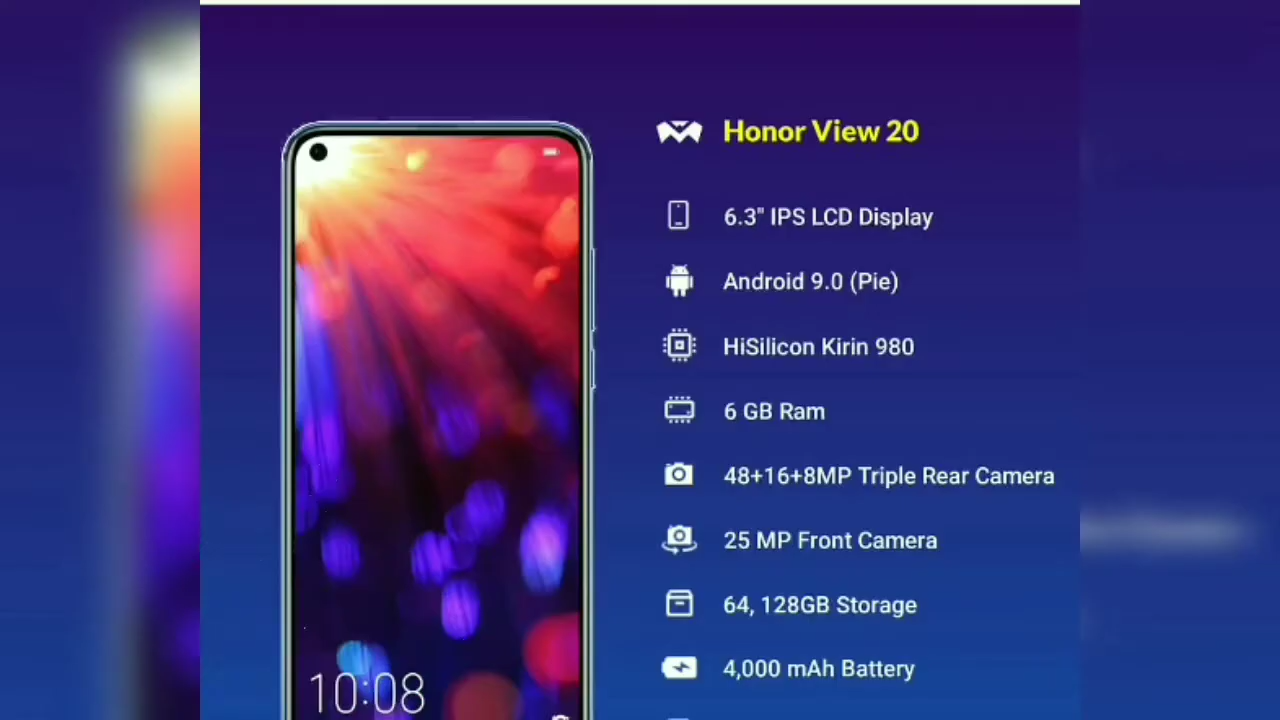 Honor View 20
6.3" IPS LCD Display
Android 9.0 (Pie)
HiSilicon Kirin 980
6 GB Ram
48+16+8MP Triple Rear Camera
25 MP Front Camera
64, 128GB Storage
4,000 mAh Battery
10:08